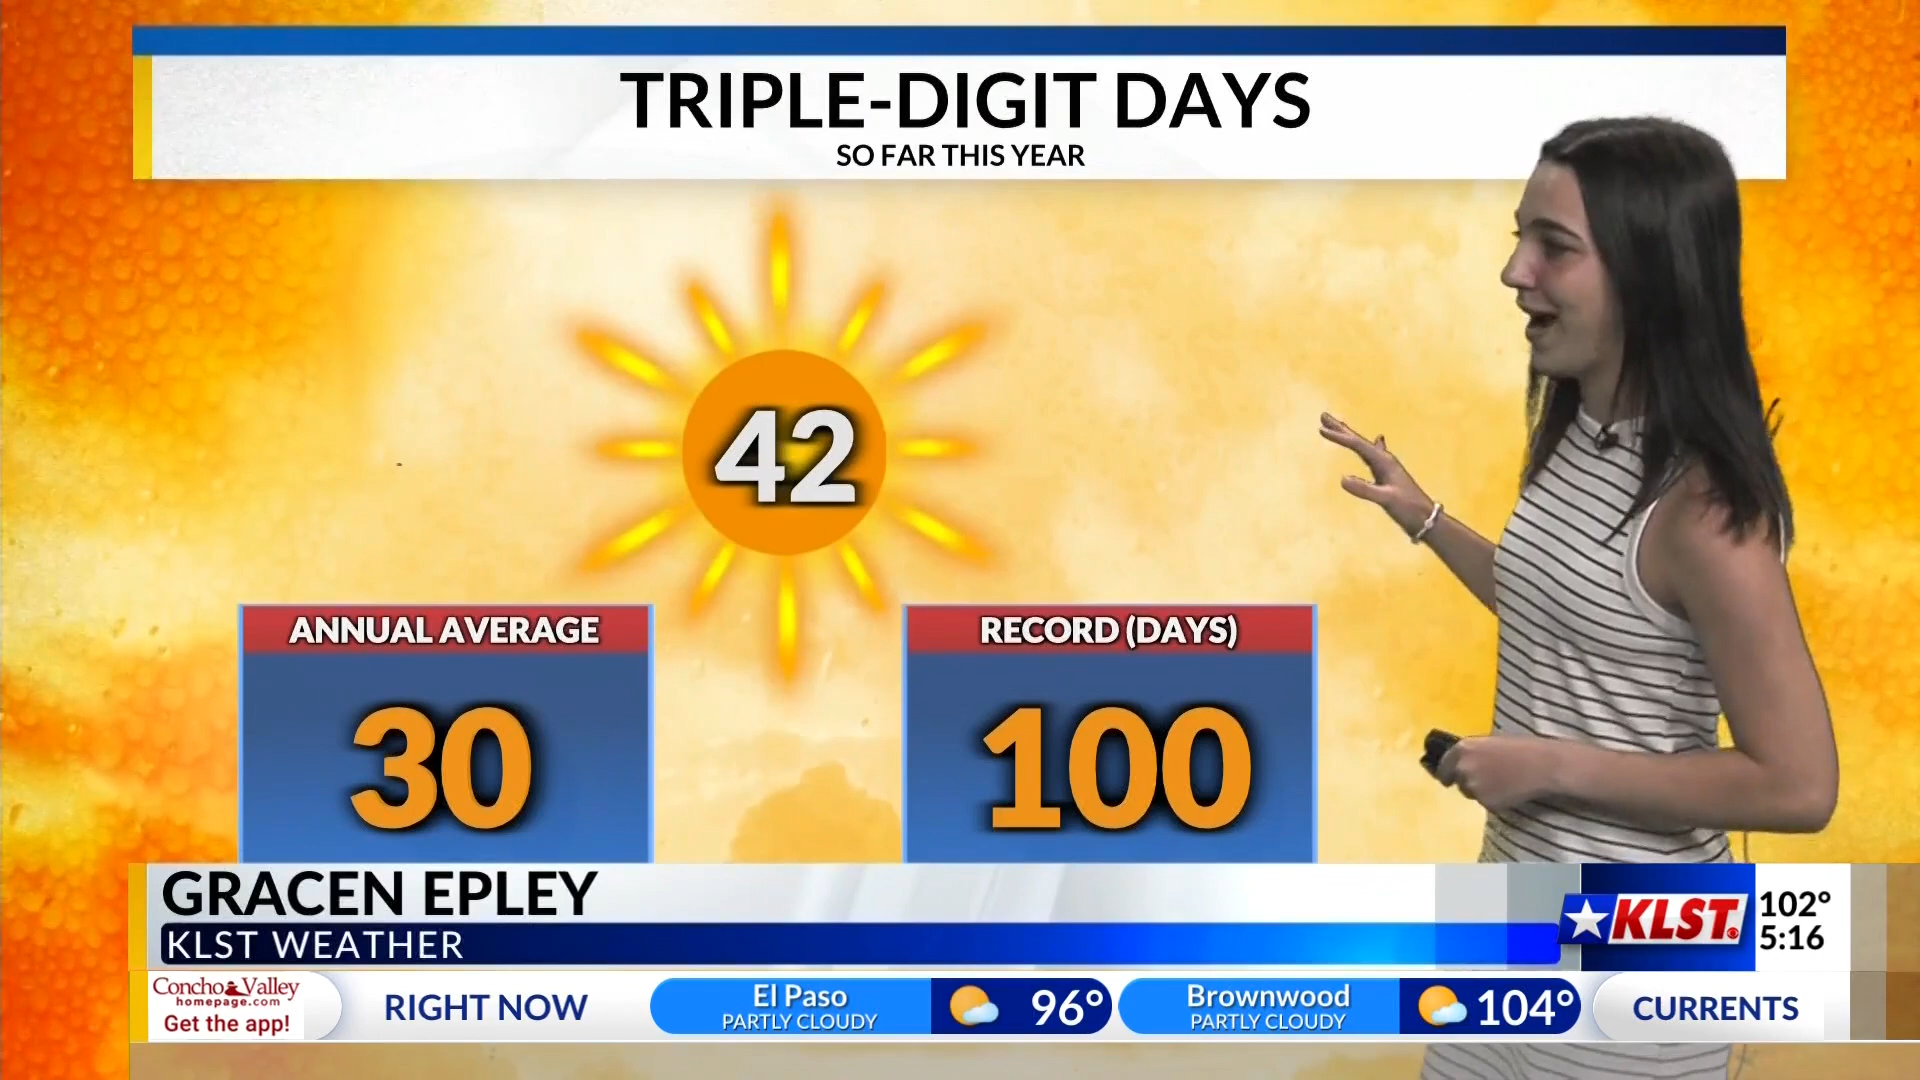 TRIPLE-DIGIT DAYS
SO FAR THIS YEAR
42
ANNUAL AVERAGE
30
RECORD (DAYS)
100
GRACEN EPLEY
KLST WEATHER
KLST
102°
5:16
Concho Valley
homepage.com
Get the app!
RIGHT NOW
El Paso
PARTLY CLOUDY
96°
Brownwood
PARTLY CLOUDY
104°
CURRENTS